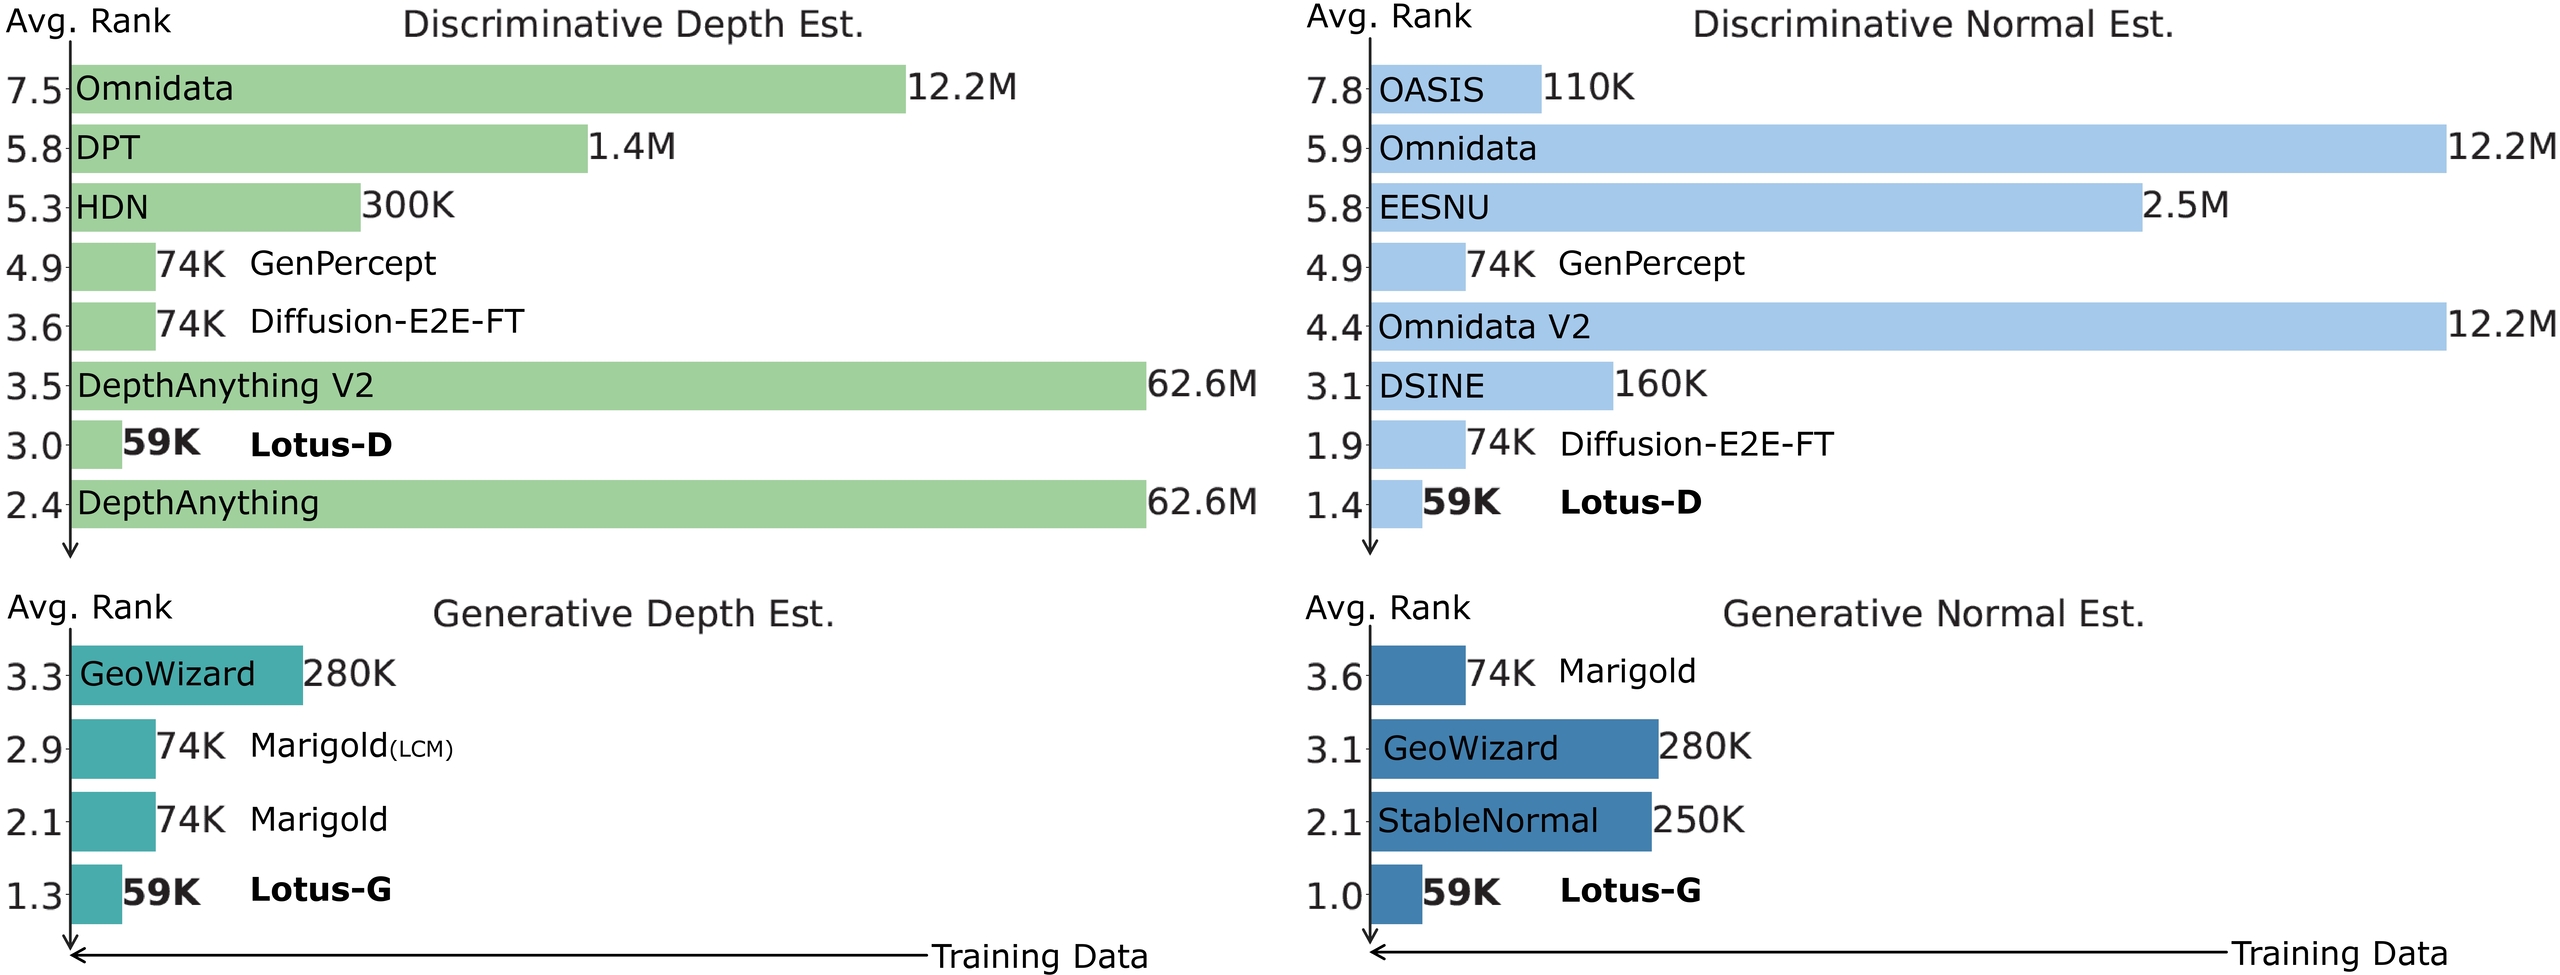 Avg. Rank
Discriminative Depth Est.
7.5 Omnidata 12.2M
5.8 DPT 1.4M
5.3 HDN 300K
4.9 74K GenPercept
3.6 74K Diffusion-E2E-FT
3.5 DepthAnything V2 62.6M
3.0 59K Lotus-D
2.4 DepthAnything 62.6M
Avg. Rank
Discriminative Normal Est.
7.8 OASIS 110K
5.9 Omnidata 12.2M
5.8 EESNU 2.5M
4.9 74K GenPercept
4.4 Omnidata V2 12.2M
3.1 DSINE 160K
1.9 74K Diffusion-E2E-FT
1.4 59K Lotus-D
Avg. Rank
Generative Depth Est.
3.3 GeoWizard 280K
2.9 74K Marigold(LCM)
2.1 74K Marigold
1.3 59K Lotus-G
Training Data
Avg. Rank
Generative Normal Est.
3.6 74K Marigold
3.1 GeoWizard 280K
2.1 StableNormal 250K
1.0 59K Lotus-G
Training Data